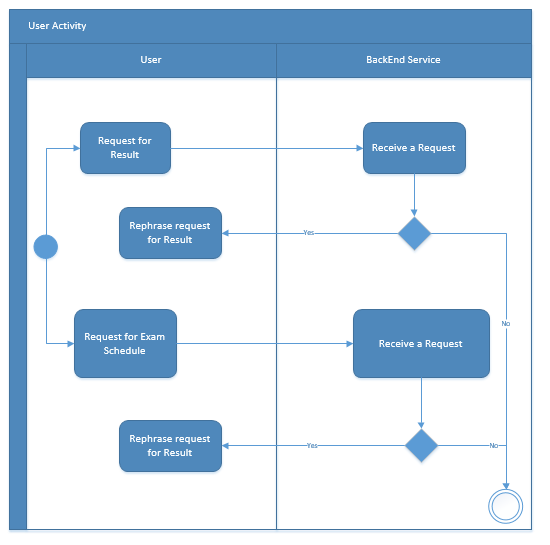 User Activity
User
BackEnd Service
Request for
Result
Receive a Request
Rephrase request
for Result
Yes
Request for Exam
Schedule
Receive a Request
No
Rephrase request
for Result
Yes
No